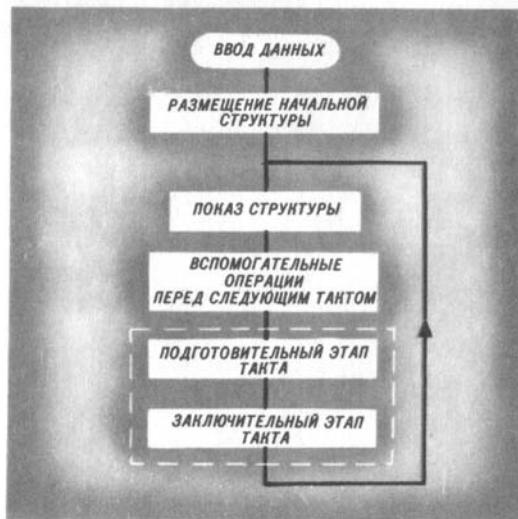 ВВОД ДАННЫХ
РАЗМЕЩЕНИЕ НАЧАЛЬНОЙ
СТРУКТУРЫ
ПОКАЗ СТРУКТУРЫ
ВСПОМОГАТЕЛЬНЫЕ
ОПЕРАЦИИ
ПЕРЕД СЛЕДУЮЩИМ ТАКТОМ
ПОДГОТОВИТЕЛЬНЫЙ ЭТАП
ТАКТА
ЗАКЛЮЧИТЕЛЬНЫЙ ЭТАП
ТАКТА